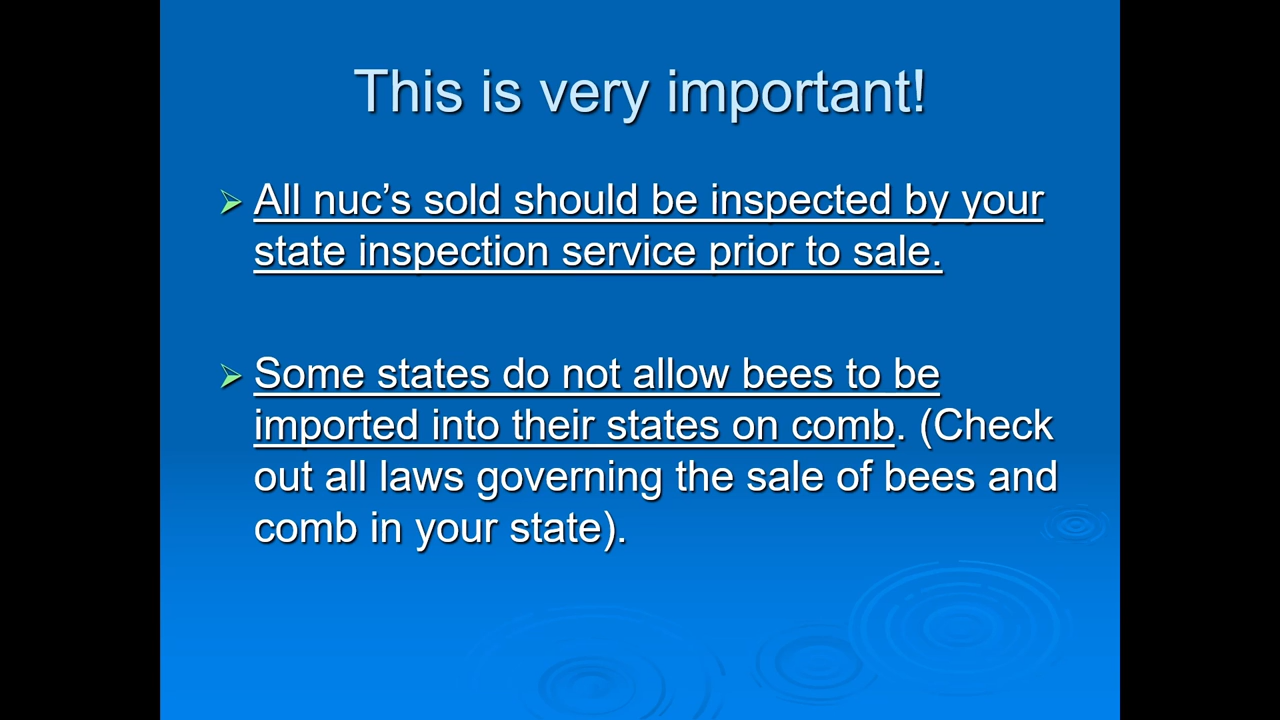 This is very important!
All nuc’s sold should be inspected by your
state inspection service prior to sale.
Some states do not allow bees to be
imported into their states on comb. (Check
out all laws governing the sale of bees and
comb in your state).